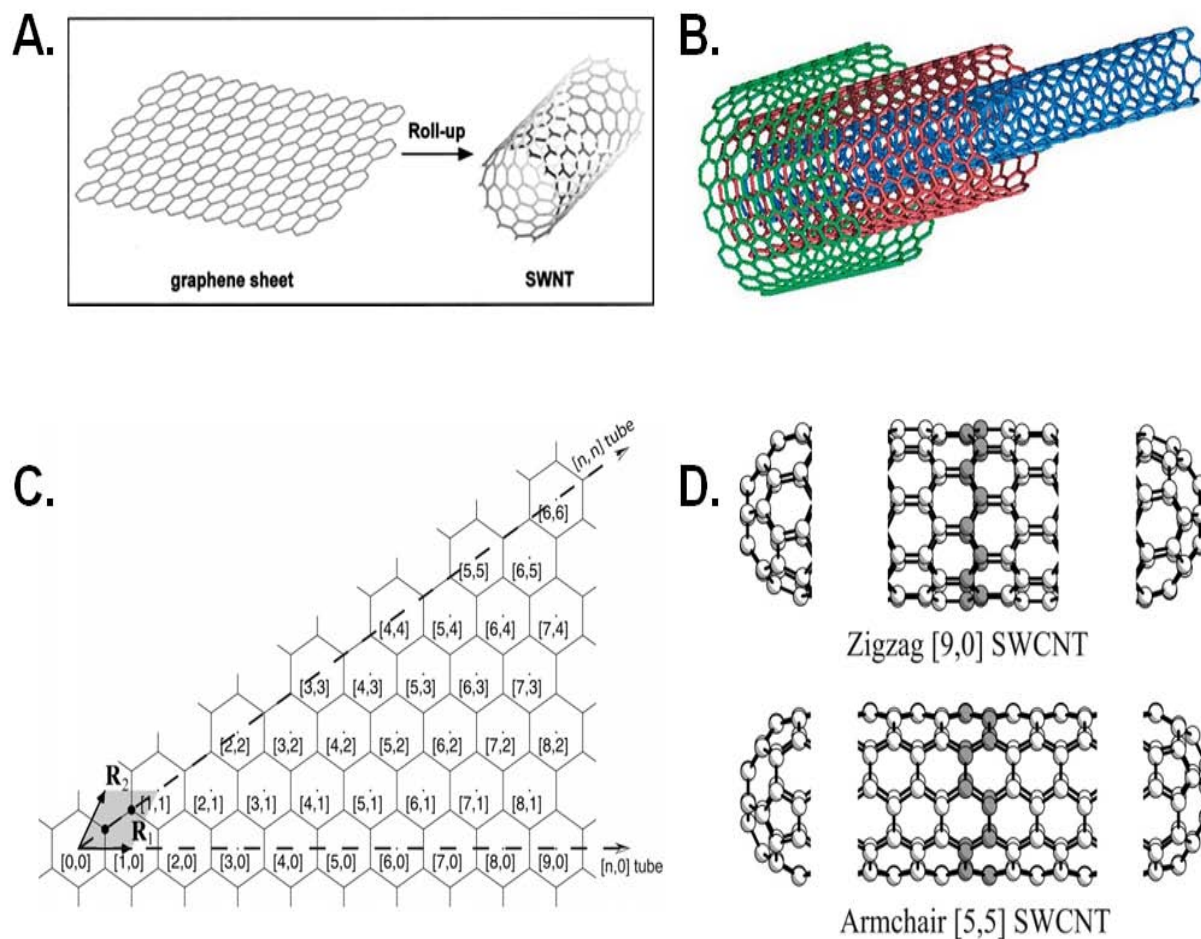 A.
Roll-up
graphene sheet
SWNT
B.
C.
[n,n] tube
[6,6]
[5,5] [6,5]
[4,4] [5,4] [6,4] [7,4]
[3,3] [4,3] [5,3] [6,3] [7,3]
[2,2] [3,2] [4,2] [5,2] [6,2] [7,2] [8,2]
R2
[1,1] [2,1] [3,1] [4,1] [5,1] [6,1] [7,1] [8,1]
R1
[0,0] [1,0] [2,0] [3,0] [4,0] [5,0] [6,0] [7,0] [8,0] [9,0]
[n,0] tube
D.
Zigzag [9,0] SWCNT
Armchair [5,5] SWCNT